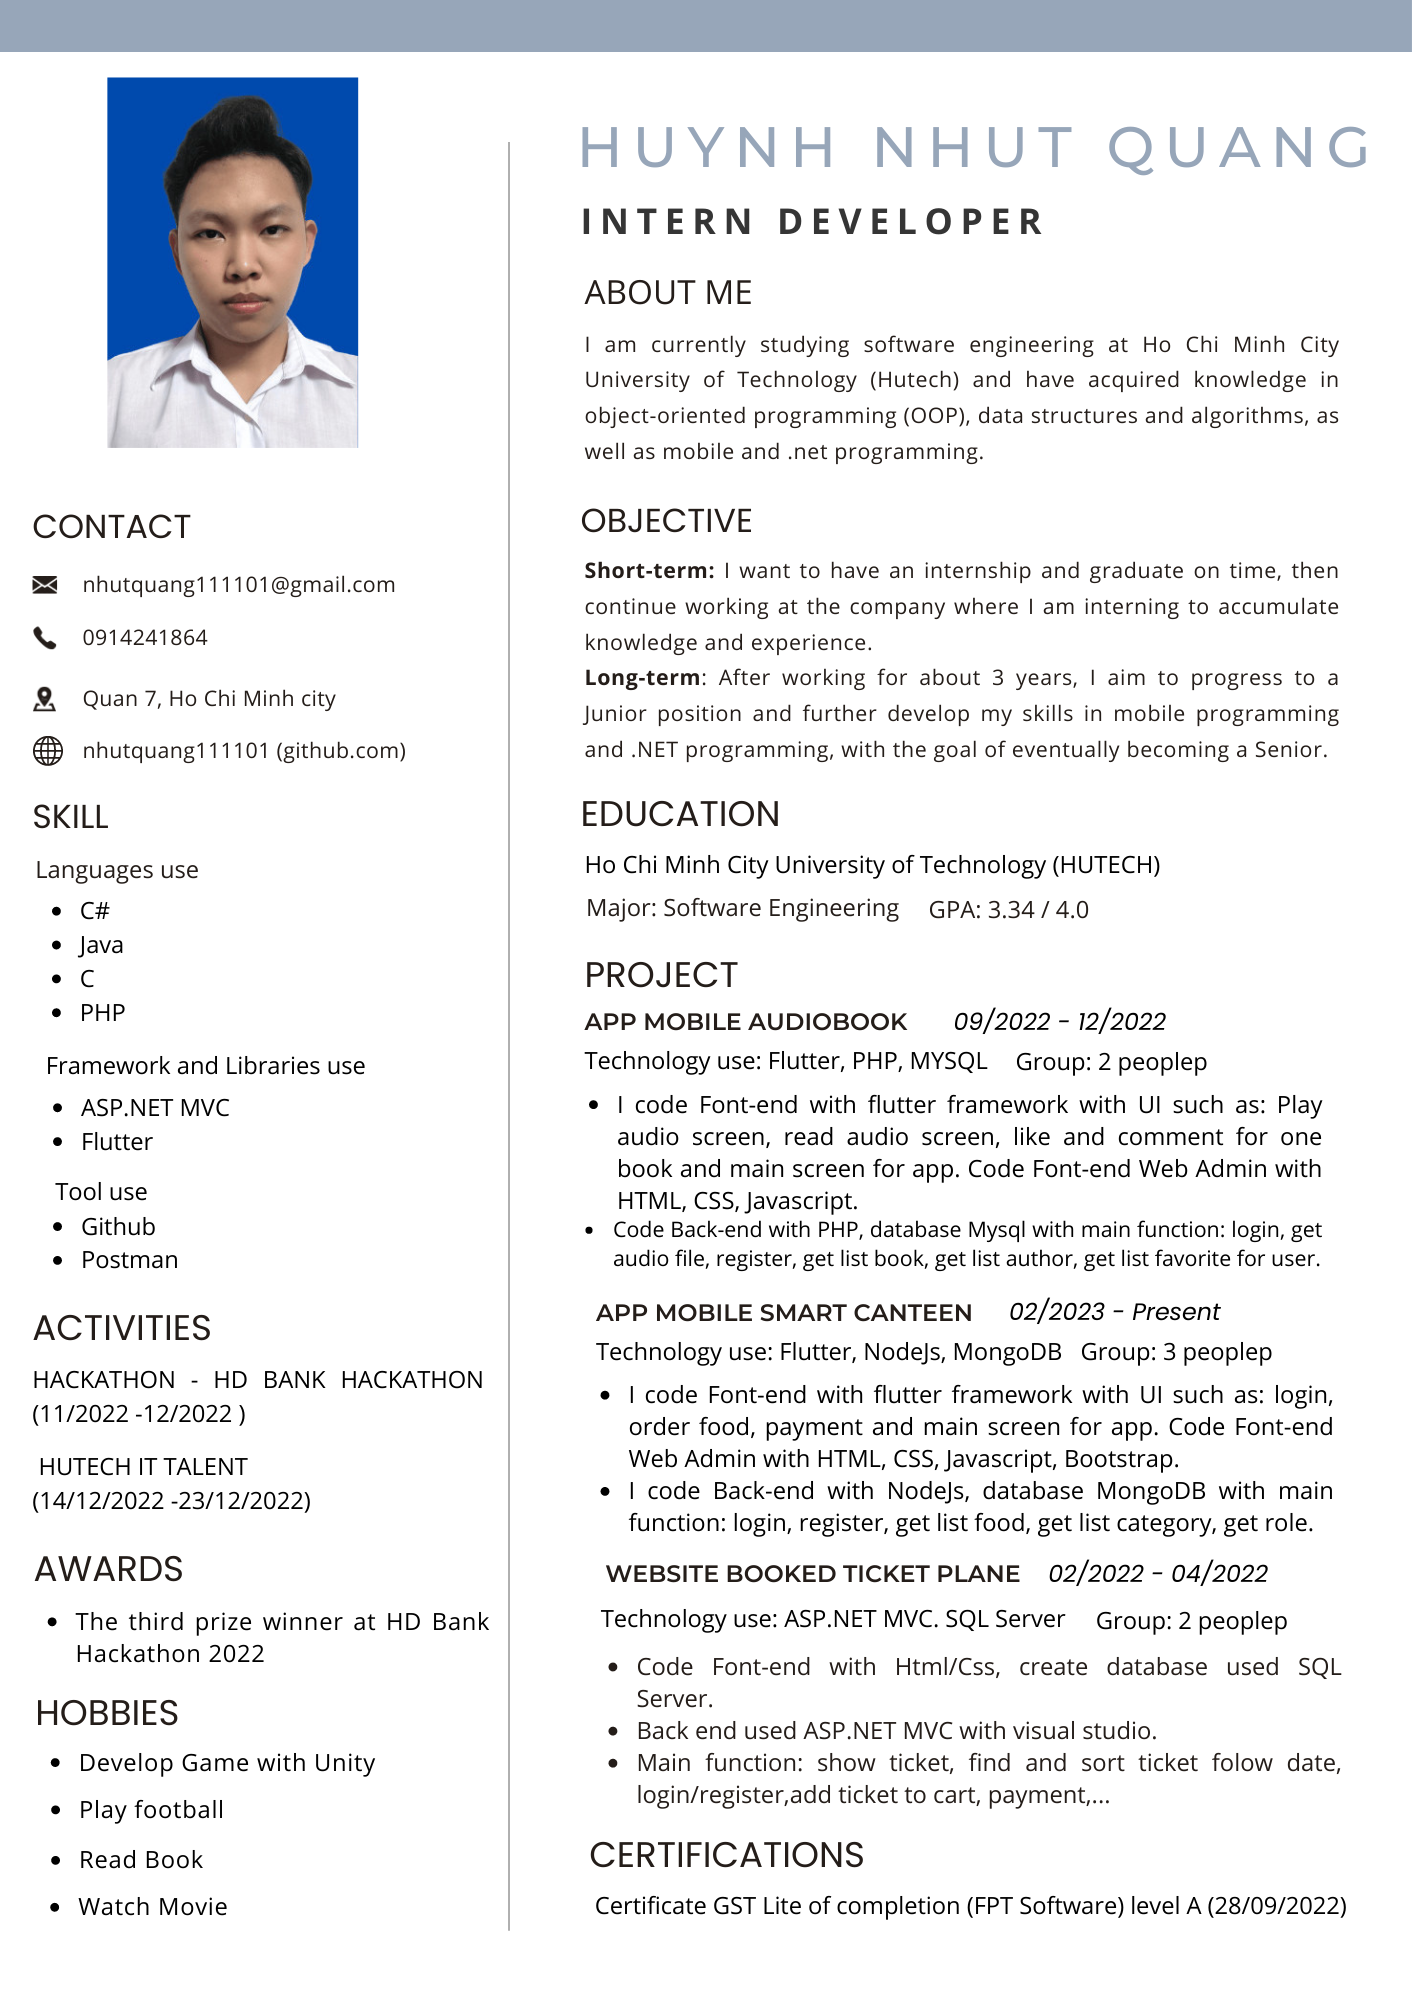 HUYNH NHUT QUANG
INTERN DEVELOPER
CONTACT
nhutquang111101@gmail.com
0914241864
Quan 7, Ho Chi Minh city
nhutquang111101 (github.com)
SKILL
Languages use
C#
Java
C
PHP
Framework and Libraries use
ASP.NET MVC
Flutter
Tool use
Github
Postman
ACTIVITIES
HACKATHON - HD BANK HACKATHON
(11/2022 -12/2022 )
HUTECH IT TALENT
(14/12/2022 -23/12/2022)
AWARDS
The third prize winner at HD Bank
Hackathon 2022
HOBBIES
Develop Game with Unity
Play football
Read Book
Watch Movie
ABOUT ME
I am currently studying software engineering at Ho Chi Minh City
University of Technology (Hutech) and have acquired knowledge in
object-oriented programming (OOP), data structures and algorithms, as
well as mobile and .net programming.
OBJECTIVE
Short-term: I want to have an internship and graduate on time, then
continue working at the company where I am interning to accumulate
knowledge and experience.
Long-term: After working for about 3 years, I aim to progress to a
Junior position and further develop my skills in mobile programming
and .NET programming, with the goal of eventually becoming a Senior.
EDUCATION
Ho Chi Minh City University of Technology (HUTECH)
Major: Software Engineering GPA: 3.34 / 4.0
PROJECT
APP MOBILE AUDIOBOOK 09/2022 - 12/2022
Technology use: Flutter, PHP, MYSQL Group: 2 peoplep
I code Font-end with flutter framework with UI such as: Play
audio screen, read audio screen, like and comment for one
book and main screen for app. Code Font-end Web Admin with
HTML, CSS, Javascript.
Code Back-end with PHP, database Mysql with main function: login, get
audio file, register, get list book, get list author, get list favorite for user.
APP MOBILE SMART CANTEEN 02/2023 - Present
Technology use: Flutter, NodeJs, MongoDB Group: 3 peoplep
I code Font-end with flutter framework with UI such as: login,
order food, payment and main screen for app. Code Font-end
Web Admin with HTML, CSS, Javascript, Bootstrap.
I code Back-end with NodeJs, database MongoDB with main
function: login, register, get list food, get list category, get role.
WEBSITE BOOKED TICKET PLANE 02/2022 - 04/2022
Technology use: ASP.NET MVC. SQL Server Group: 2 peoplep
Code Font-end with Html/Css, create database used SQL
Server.
Back end used ASP.NET MVC with visual studio.
Main function: show ticket, find and sort ticket folow date,
login/register,add ticket to cart, payment,...
CERTIFICATIONS
Certificate GST Lite of completion (FPT Software) level A (28/09/2022)